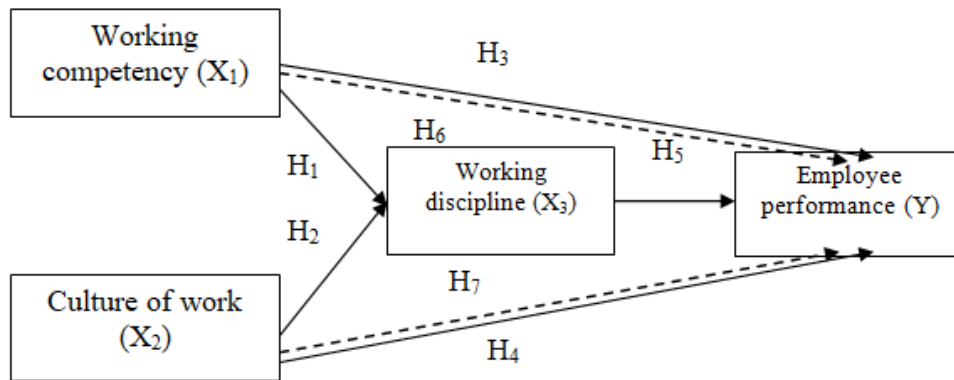 Working
competency (X₁)
H₃
H₆
H₅
H₁
Working
discipline (X₃)
Employee
performance (Y)
H₂
H₇
Culture of work
(X₂)
H₄